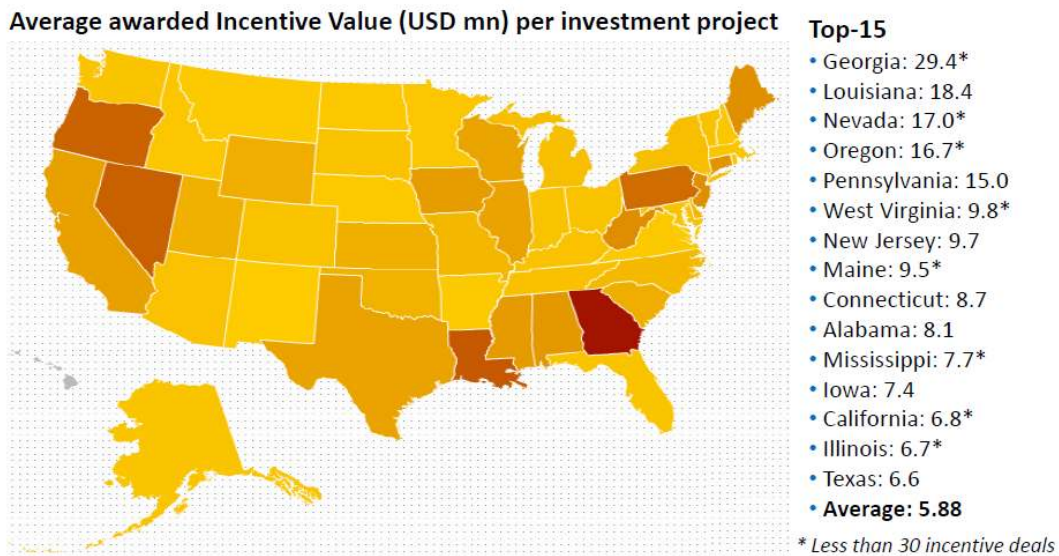 Average awarded Incentive Value (USD mn) per investment project
Top-15
• Georgia: 29.4*
• Louisiana: 18.4
• Nevada: 17.0*
• Oregon: 16.7*
• Pennsylvania: 15.0
• West Virginia: 9.8*
• New Jersey: 9.7
• Maine: 9.5*
• Connecticut: 8.7
• Alabama: 8.1
• Mississippi: 7.7*
• Iowa: 7.4
• California: 6.8*
• Illinois: 6.7*
• Texas: 6.6
• Average: 5.88
* Less than 30 incentive deals